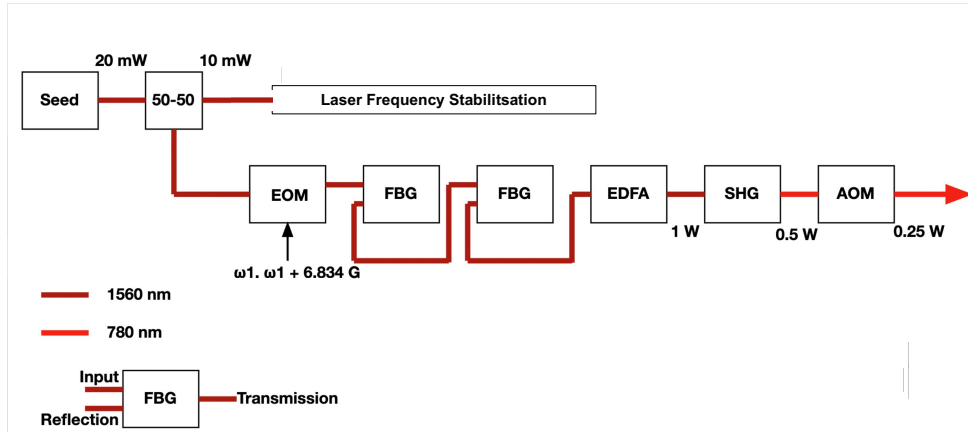 20 mW
10 mW
Seed
50-50
Laser Frequency Stabilitsation
EOM
FBG
FBG
EDFA
SHG
AOM
1 W
0.5 W
0.25 W
ω1. ω1 + 6.834 G
1560 nm
780 nm
Input
FBG
Transmission
Reflection